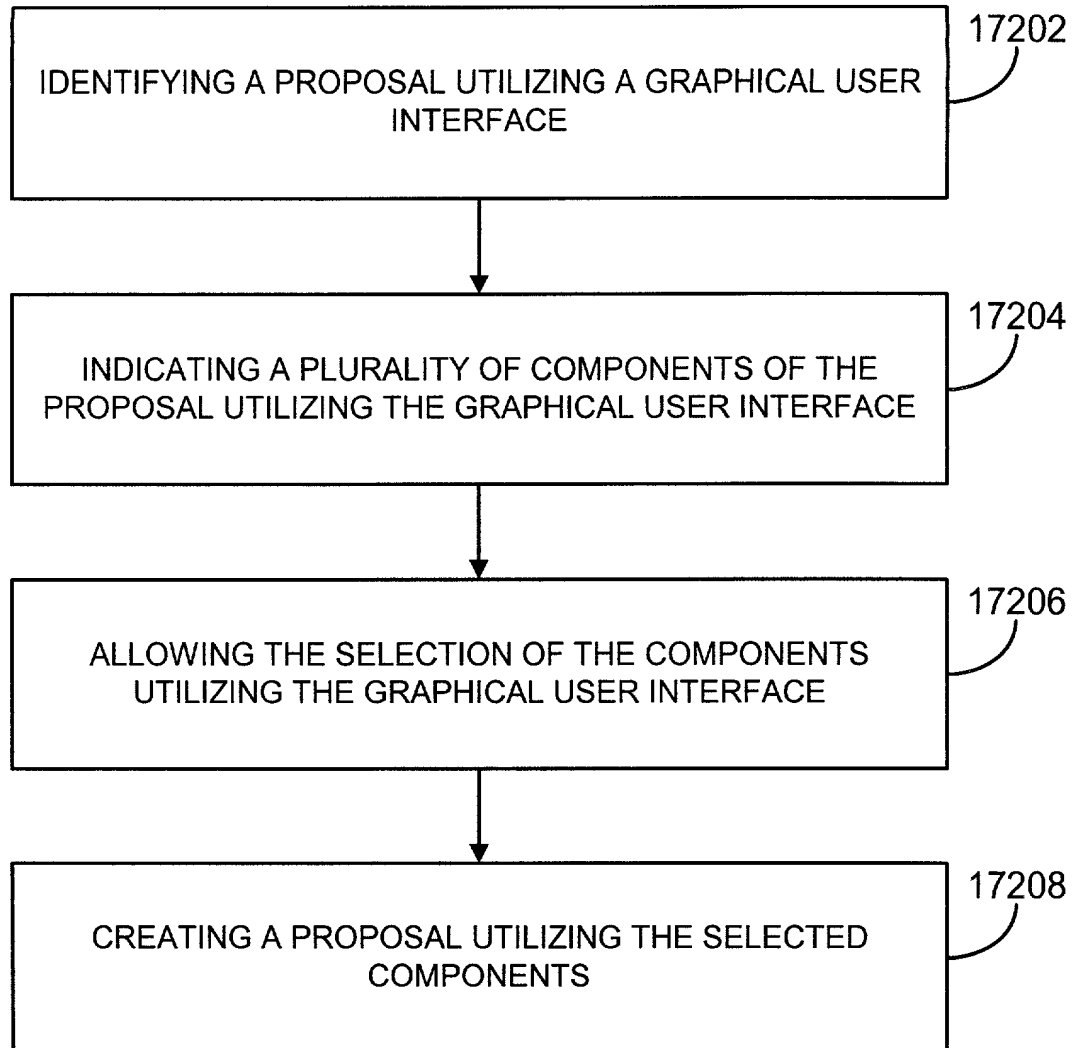 17202
IDENTIFYING A PROPOSAL UTILIZING A GRAPHICAL USER
INTERFACE
17204
INDICATING A PLURALITY OF COMPONENTS OF THE
PROPOSAL UTILIZING THE GRAPHICAL USER INTERFACE
17206
ALLOWING THE SELECTION OF THE COMPONENTS
UTILIZING THE GRAPHICAL USER INTERFACE
17208
CREATING A PROPOSAL UTILIZING THE SELECTED
COMPONENTS